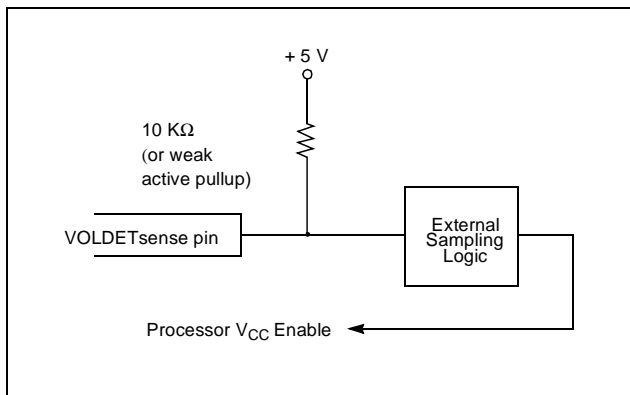 + 5 V
10 KΩ
(or weak
active pullup)
VOLDETsense pin
External
Sampling
Logic
Processor VCC Enable